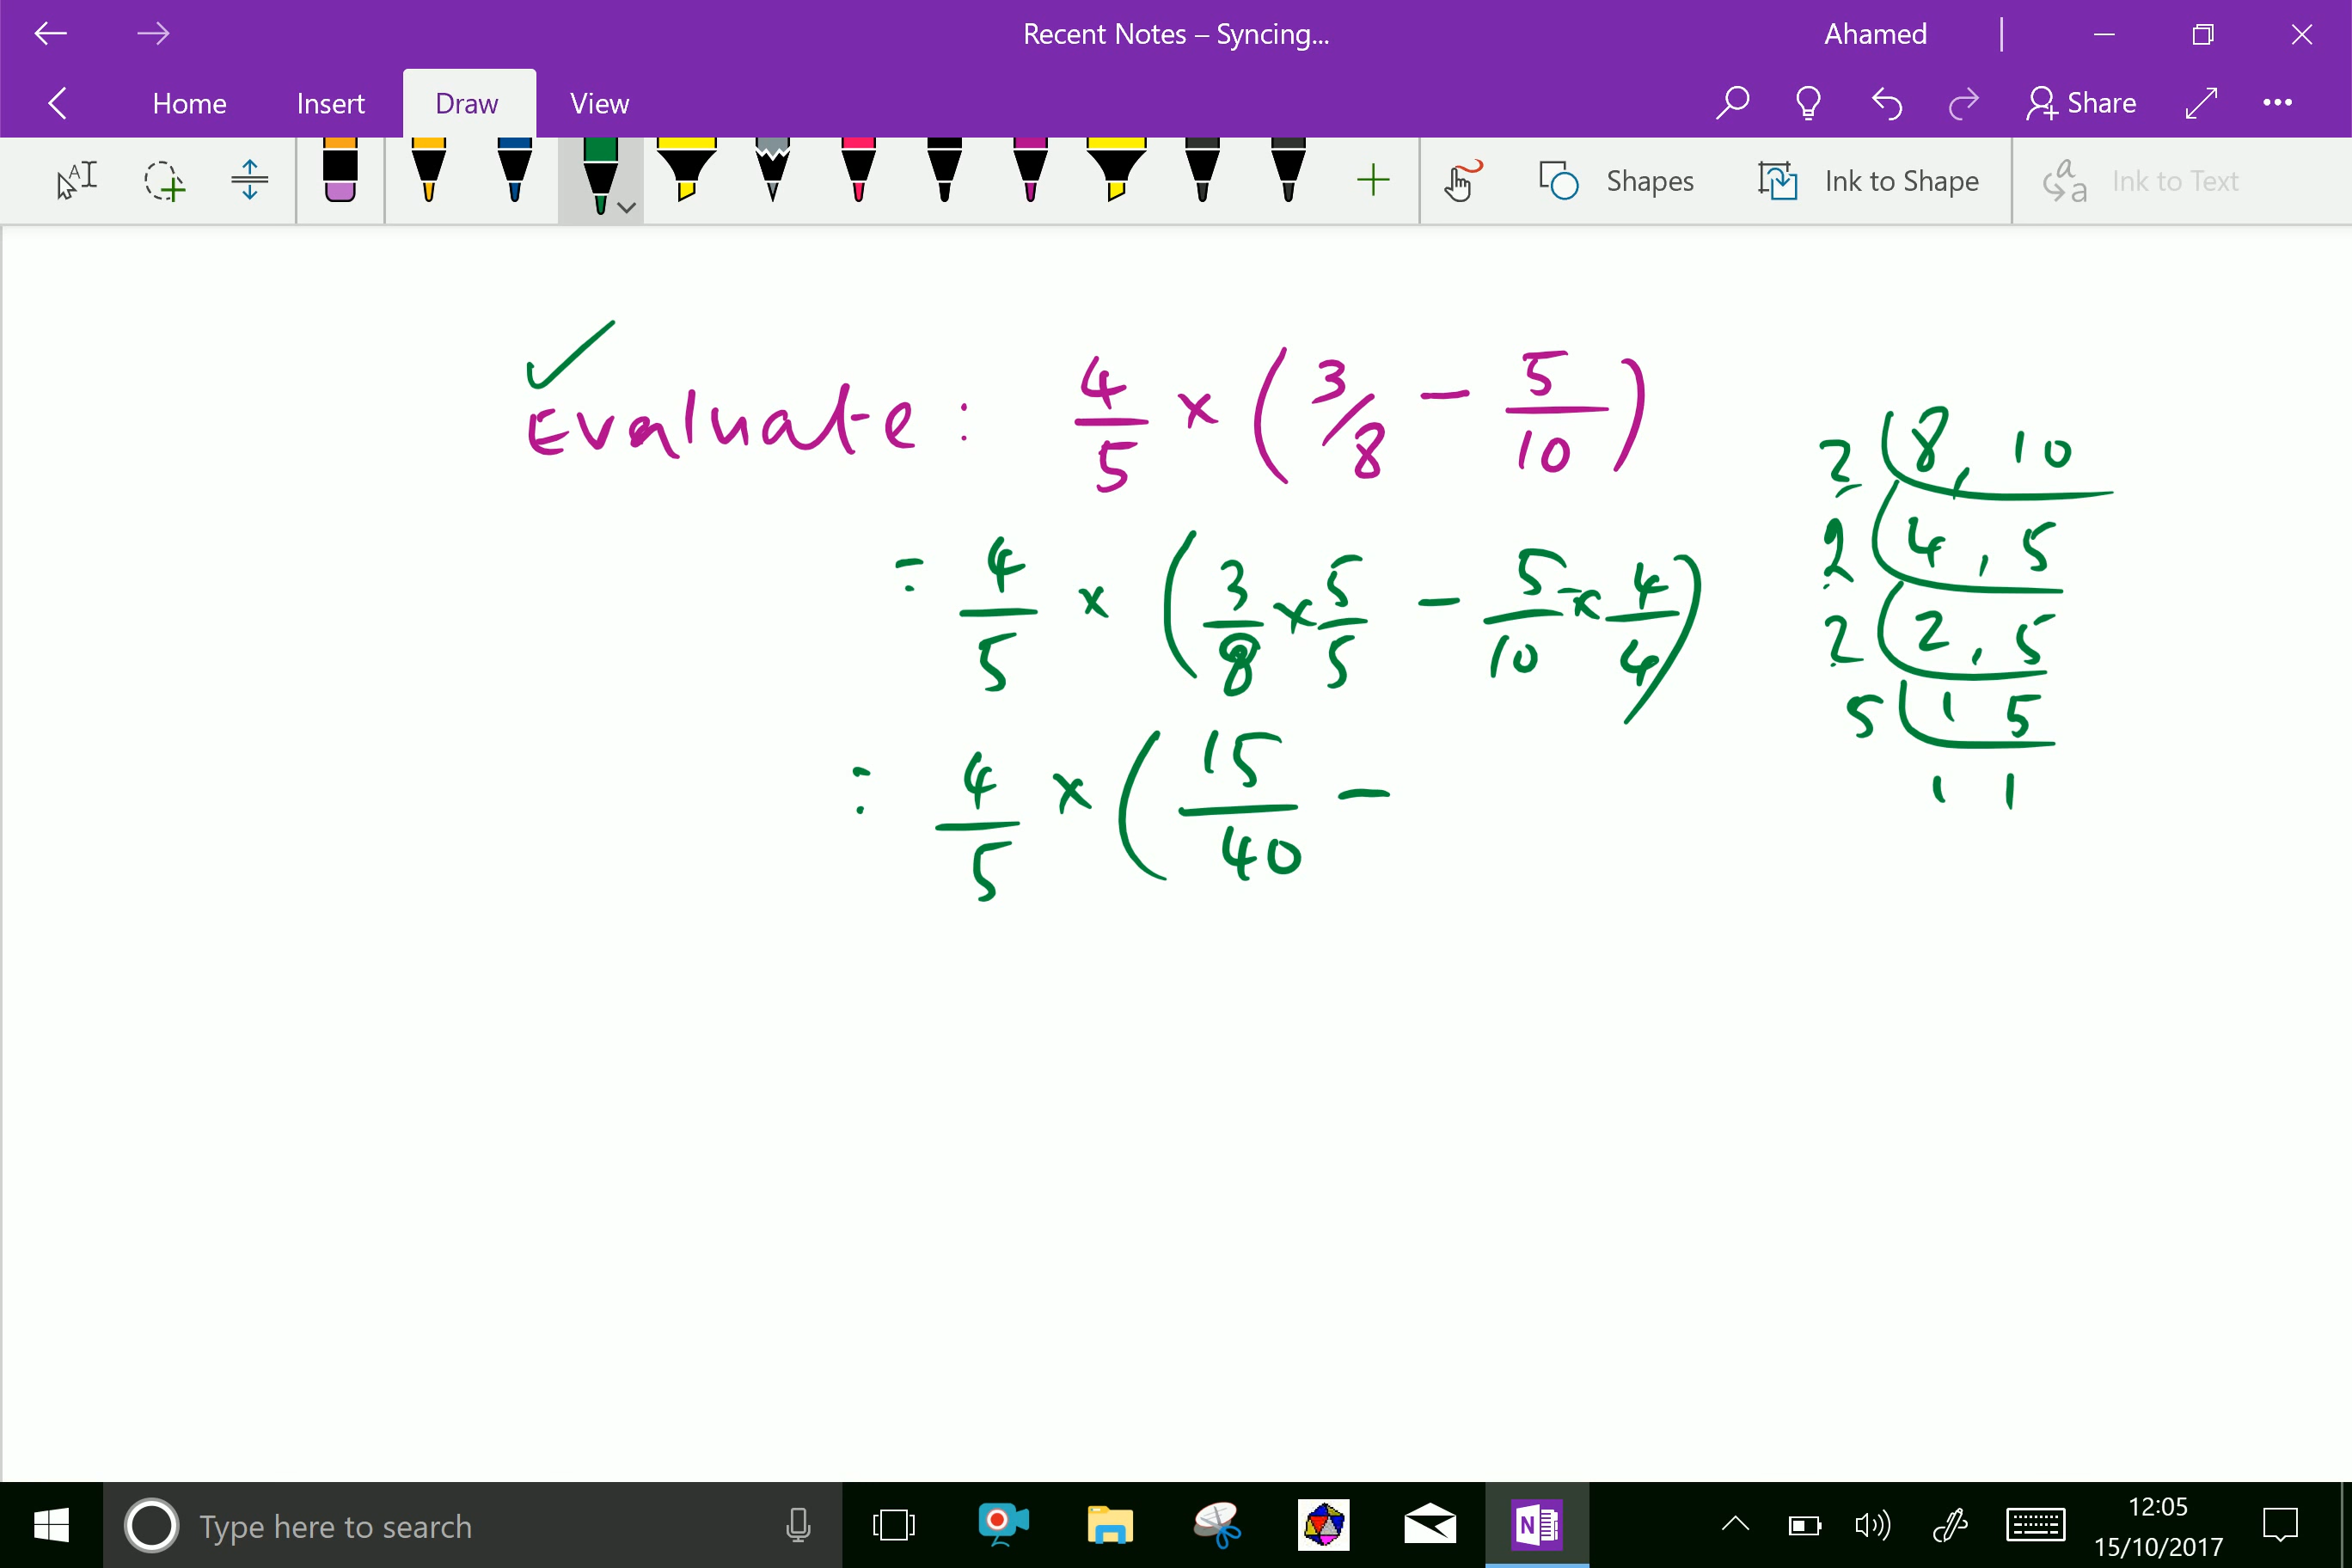 Recent Notes – Syncing...
Ahamed
Home Insert Draw View
Share
Shapes Ink to Shape Ink to Text
Evaluate : 4/5 × (3/8 − 5/10)
= 4/5 × (3/8 × 5/5 − 5/10 × 4/4)
= 4/5 × (15/40 −
2 (8, 10
2 (4, 5
2 (2, 5
5 (1 5
1 1
Type here to search
12:05
15/10/2017